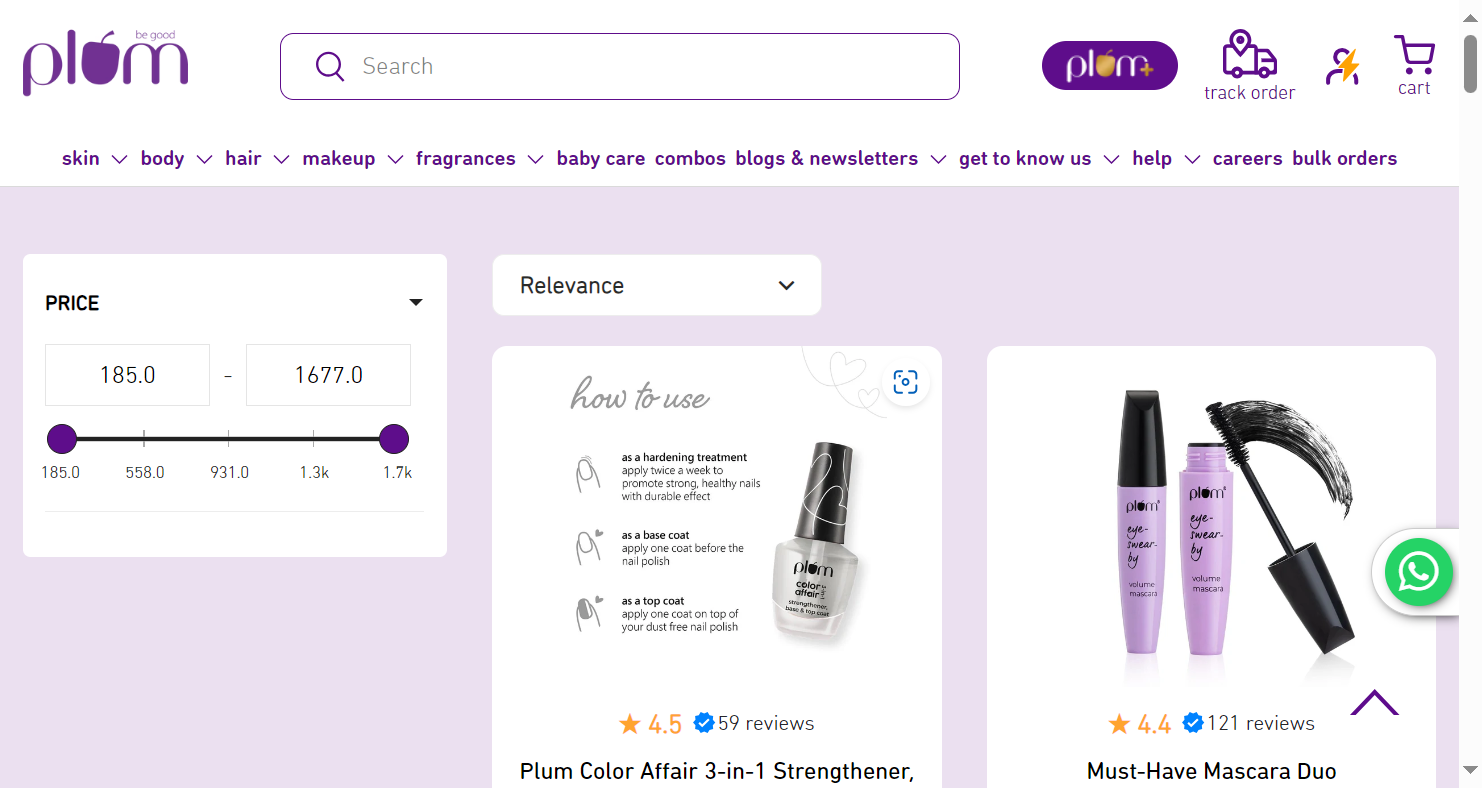 be good
plum
Search
plum+
track order
cart
skin body hair makeup fragrances baby care combos blogs & newsletters get to know us help careers bulk orders
PRICE
185.0 - 1677.0
185.0 558.0 931.0 1.3k 1.7k
Relevance
how to use
as a hardening treatment
apply twice a week to
promote strong, healthy nails
with durable effect
as a base coat
apply one coat before the
nail polish
as a top coat
apply one coat on top of
your dust free nail polish
plum
color
affair
strengthener,
base & top coat
4.5 59 reviews
Plum Color Affair 3-in-1 Strengthener,
plum
eye-
swear-
by
volume
mascara
plum
eye-
swear-
by
volume
mascara
4.4 121 reviews
Must-Have Mascara Duo